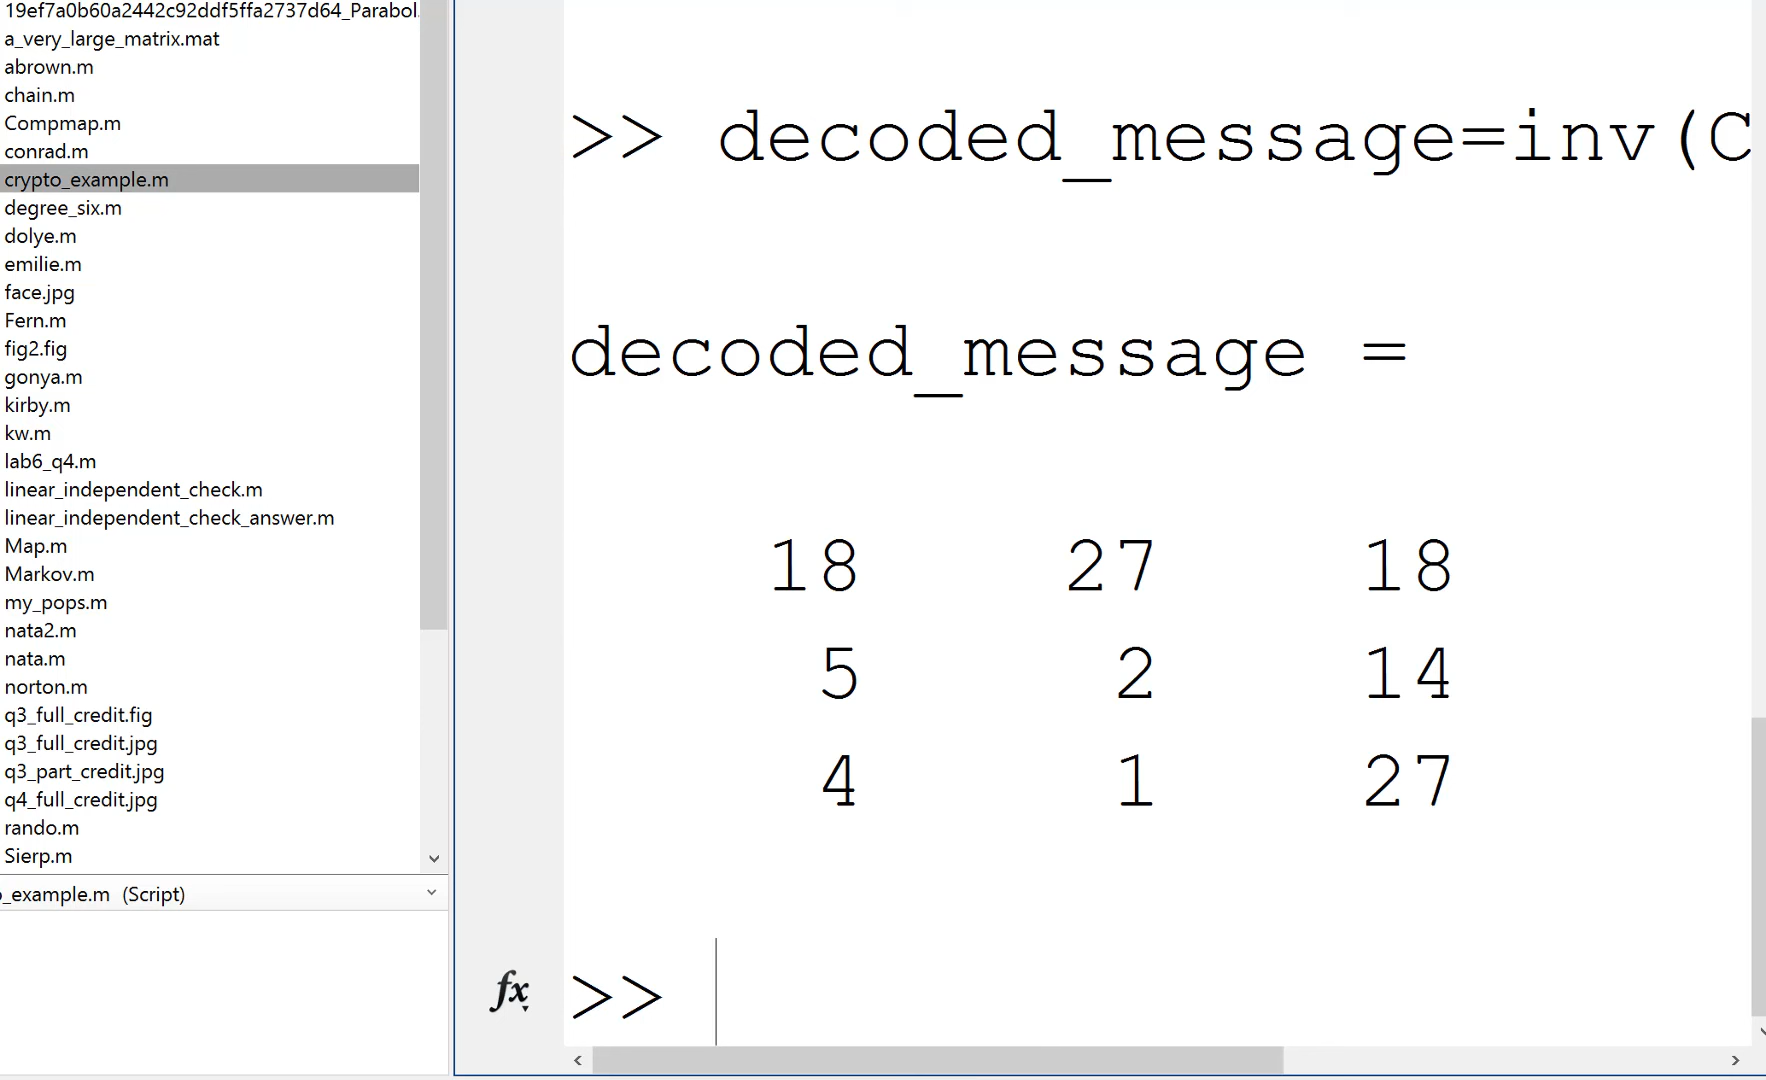 19ef7a0b60a2442c92ddf5ffa2737d64_Parabol
a_very_large_matrix.mat
abrown.m
chain.m
Compmap.m
conrad.m
crypto_example.m
degree_six.m
dolye.m
emilie.m
face.jpg
Fern.m
fig2.fig
gonya.m
kirby.m
kw.m
lab6_q4.m
linear_independent_check.m
linear_independent_check_answer.m
Map.m
Markov.m
my_pops.m
nata2.m
nata.m
norton.m
q3_full_credit.fig
q3_full_credit.jpg
q3_part_credit.jpg
q4_full_credit.jpg
rando.m
Sierp.m
_example.m (Script)
>> decoded_message=inv(C
decoded_message =
18 27 18
5 2 14
4 1 27
fx >>